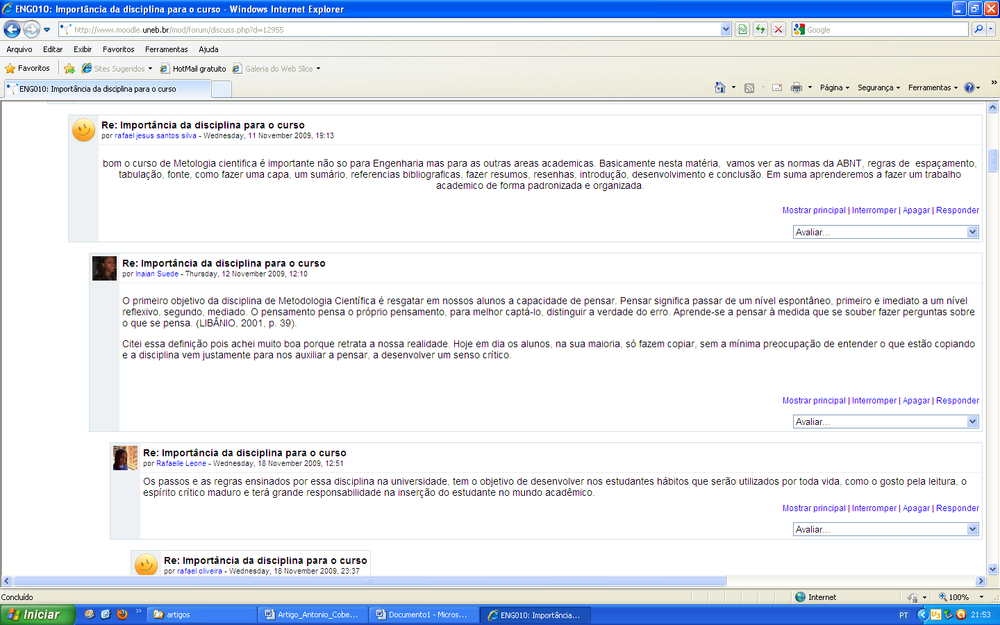 ENG010: Importância da disciplina para o curso - Windows Internet Explorer
http://www.moodle.uneb.br/mod/forum/discuss.php?d=12955
Google
Arquivo Editar Exibir Favoritos Ferramentas Ajuda
Favoritos Sites Sugeridos HotMail gratuito Galeria do Web Slice
ENG010: Importância da disciplina para o curso
Página Segurança Ferramentas
Re: Importância da disciplina para o curso
por rafael jesus santos silva - Wednesday, 11 November 2009, 19:13
bom o curso de Metologia cientifica é importante não so para Engenharia mas para as outras areas academicas. Basicamente nesta matéria, vamos ver as normas da ABNT, regras de espaçamento,
tabulação, fonte, como fazer uma capa, um sumário, referencias bibliograficas, fazer resumos, resenhas, introdução, desenvolvimento e conclusão. Em suma aprenderemos a fazer um trabalho
academico de forma padronizada e organizada.
Mostrar principal | Interromper | Apagar | Responder
Avaliar...
Re: Importância da disciplina para o curso
por Inaian Suede - Thursday, 12 November 2009, 12:10
O primeiro objetivo da disciplina de Metodologia Científica é resgatar em nossos alunos a capacidade de pensar. Pensar significa passar de um nível espontâneo, primeiro e imediato a um nível
reflexivo, segundo, mediado. O pensamento pensa o próprio pensamento, para melhor captá-lo, distinguir a verdade do erro. Aprende-se a pensar à medida que se souber fazer perguntas sobre
o que se pensa. (LIBÂNIO, 2001, p. 39).
Citei essa definição pois achei muito boa porque retrata a nossa realidade. Hoje em dia os alunos, na sua maioria, só fazem copiar, sem a mínima preocupação de entender o que estão copiando
e a disciplina vem justamente para nos auxiliar a pensar, a desenvolver um senso crítico.
Mostrar principal | Interromper | Apagar | Responder
Avaliar...
Re: Importância da disciplina para o curso
por Rafaelle Leone - Wednesday, 18 November 2009, 12:51
Os passos e as regras ensinados por essa disciplina na universidade, tem o objetivo de desenvolver nos estudantes hábitos que serão utilizados por toda vida, como o gosto pela leitura, o
espírito crítico maduro e terá grande responsabilidade na inserção do estudante no mundo acadêmico.
Mostrar principal | Interromper | Apagar | Responder
Avaliar...
Re: Importância da disciplina para o curso
por rafael oliveira - Wednesday, 18 November 2009, 23:37
Concluído Internet 100%
Iniciar artigos Artigo_Antonio_Cobe... Documento1 - Micros... ENG010: Importância... PT 21:53